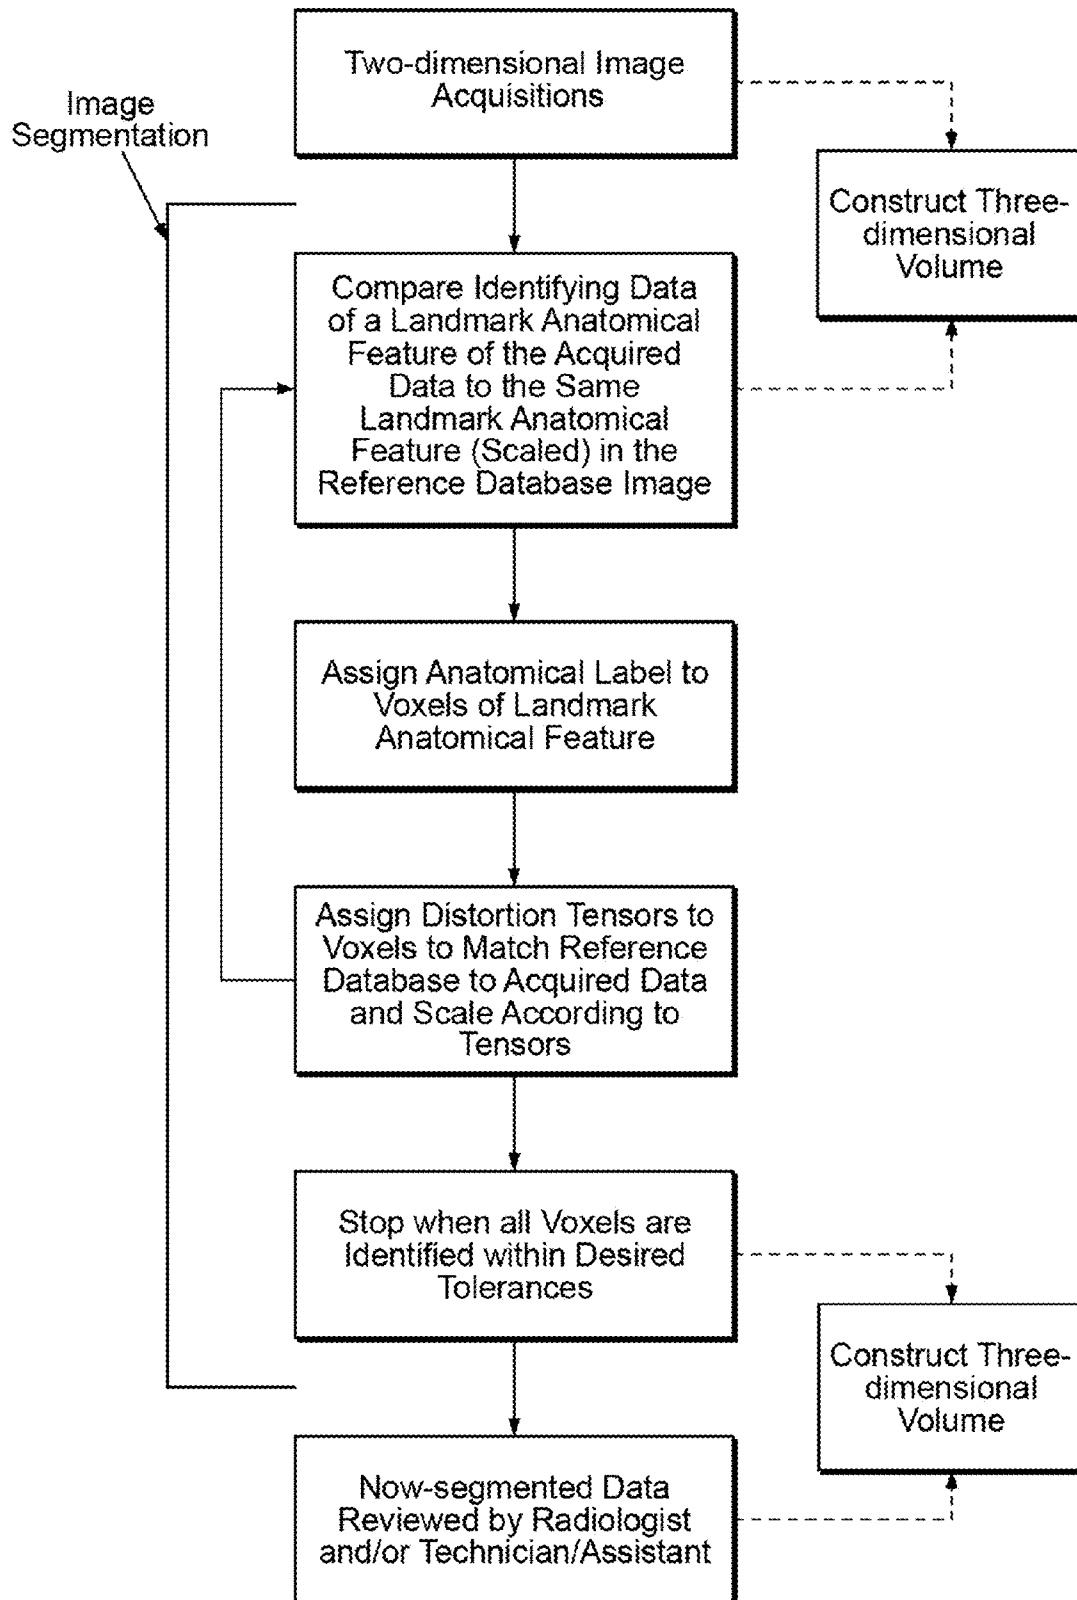 Two-dimensional Image
Acquisitions
Image
Segmentation
Construct Three-
dimensional
Volume
Compare Identifying Data
of a Landmark Anatomical
Feature of the Acquired
Data to the Same
Landmark Anatomical
Feature (Scaled) in the
Reference Database Image
Assign Anatomical Label to
Voxels of Landmark
Anatomical Feature
Assign Distortion Tensors to
Voxels to Match Reference
Database to Acquired Data
and Scale According to
Tensors
Stop when all Voxels are
Identified within Desired
Tolerances
Construct Three-
dimensional
Volume
Now-segmented Data
Reviewed by Radiologist
and/or Technician/Assistant